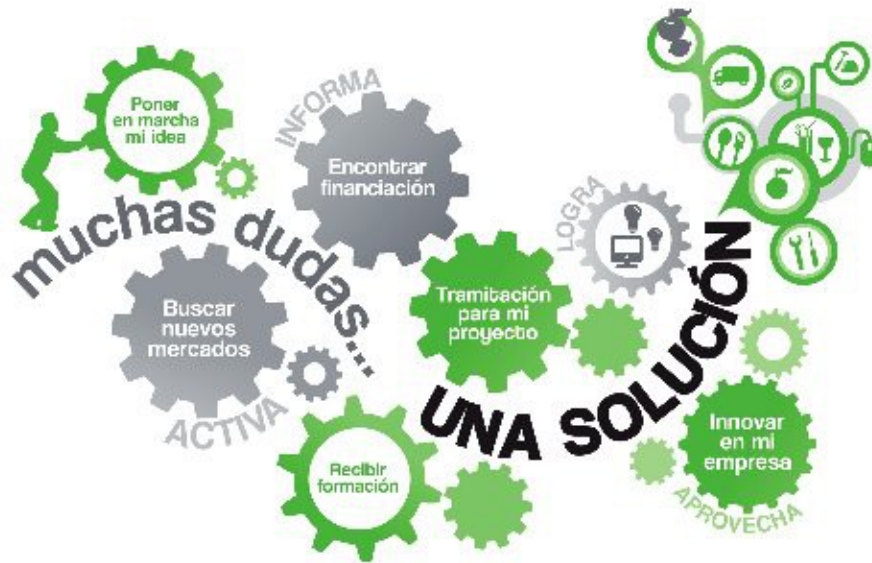 Poner
en marcha
mi idea
INFORMA
Encontrar
financiación
muchas dudas...
Buscar
nuevos
mercados
ACTIVA
Recibir
formación
Tramitación
para mi
proyecto
LOGRA
UNA SOLUCIÓN
Innovar
en mi
empresa
APROVECHA